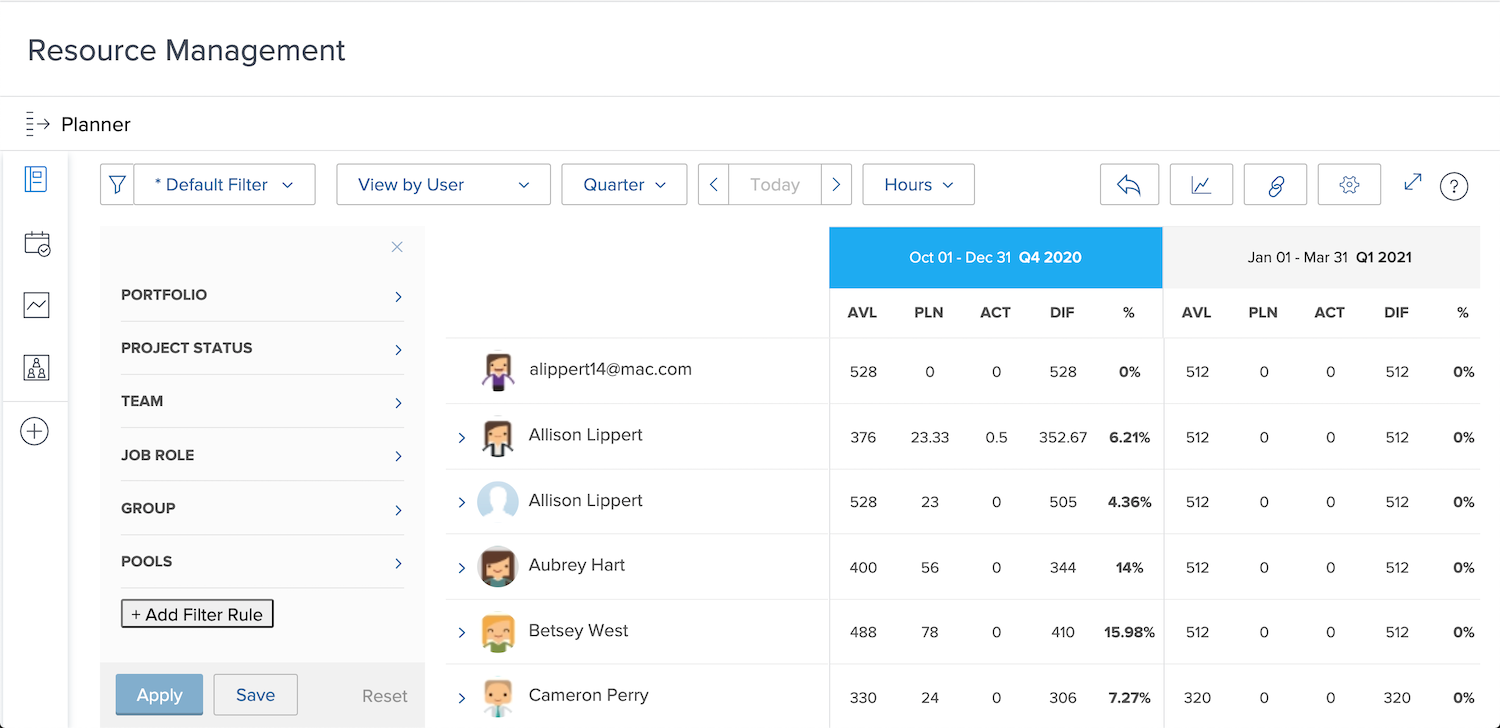 Resource Management
Planner
* Default Filter View by User Quarter Today Hours ?
Oct 01 - Dec 31 Q4 2020 Jan 01 - Mar 31 Q1 2021
AVL PLN ACT DIF % AVL PLN ACT DIF %
PORTFOLIO
PROJECT STATUS
TEAM
JOB ROLE
GROUP
POOLS
+ Add Filter Rule
Apply Save Reset
alippert14@mac.com 528 0 0 528 0% 512 0 0 512 0%
Allison Lippert 376 23.33 0.5 352.67 6.21% 512 0 0 512 0%
Allison Lippert 528 23 0 505 4.36% 512 0 0 512 0%
Aubrey Hart 400 56 0 344 14% 512 0 0 512 0%
Betsey West 488 78 0 410 15.98% 512 0 0 512 0%
Cameron Perry 330 24 0 306 7.27% 320 0 0 320 0%